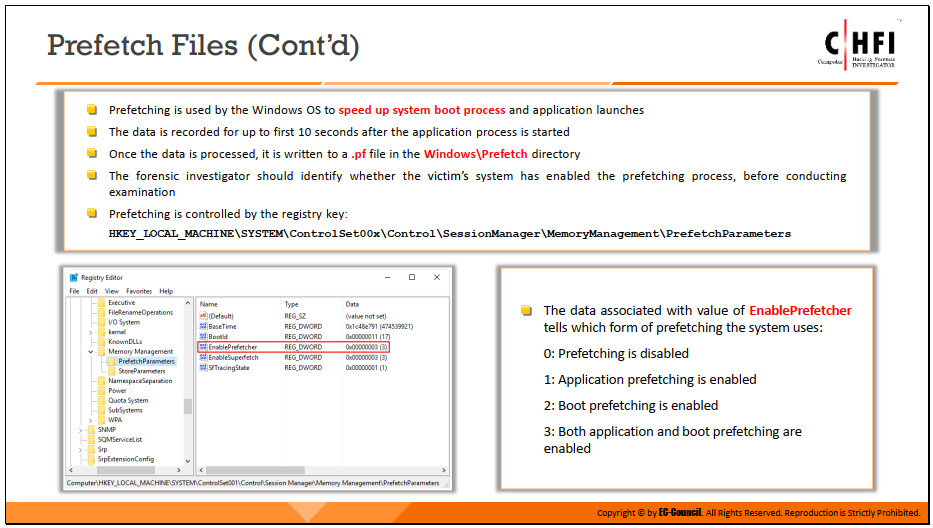 Prefetch Files (Cont'd)
CHFI
Computer Hacking Forensic
INVESTIGATOR
Prefetching is used by the Windows OS to speed up system boot process and application launches
The data is recorded for up to first 10 seconds after the application process is started
Once the data is processed, it is written to a .pf file in the Windows\Prefetch directory
The forensic investigator should identify whether the victim's system has enabled the prefetching process, before conducting
examination
Prefetching is controlled by the registry key:
HKEY_LOCAL_MACHINE\SYSTEM\ControlSet00x\Control\SessionManager\MemoryManagement\PrefetchParameters
Registry Editor
File Edit View Favorites Help
Executive
FileRenameOperations
I/O System
kernel
KnownDLLs
Memory Management
PrefetchParameters
StoreParameters
NamespaceSeparation
Power
Quota System
SubSystems
WPA
SNMP
SQMServiceList
Srp
SrpExtensionConfig
Name Type Data
(Default) REG_SZ (value not set)
BaseTime REG_DWORD 0x1c48e791 (474539921)
BootId REG_DWORD 0x00000011 (17)
EnablePrefetcher REG_DWORD 0x00000003 (3)
EnableSuperfetch REG_DWORD 0x00000003 (3)
SfTracingState REG_DWORD 0x00000001 (1)
Computer\HKEY_LOCAL_MACHINE\SYSTEM\ControlSet001\Control\Session Manager\Memory Management\PrefetchParameters
The data associated with value of EnablePrefetcher
tells which form of prefetching the system uses:
0: Prefetching is disabled
1: Application prefetching is enabled
2: Boot prefetching is enabled
3: Both application and boot prefetching are
enabled
Copyright © by EC-Council. All Rights Reserved. Reproduction is Strictly Prohibited.